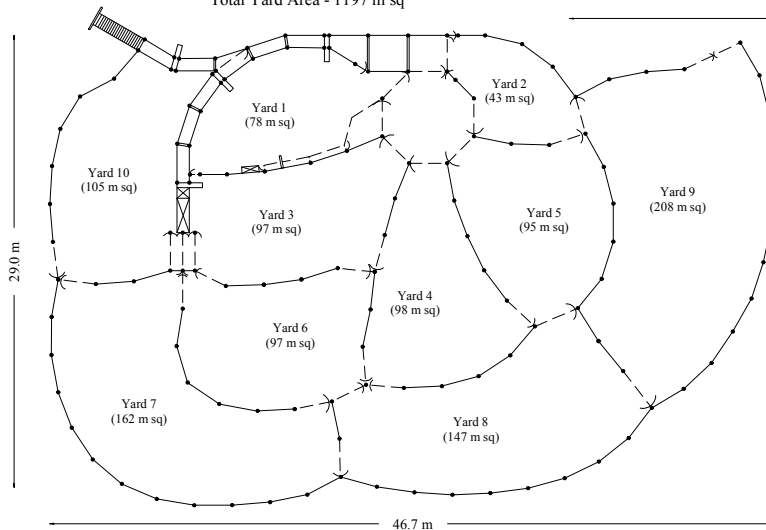 Total Yard Area - 1197 m sq
Yard 2
(43 m sq)
Yard 1
(78 m sq)
Yard 10
(105 m sq)
Yard 9
(208 m sq)
Yard 3
(97 m sq)
Yard 5
(95 m sq)
29.0 m
Yard 4
(98 m sq)
Yard 6
(97 m sq)
Yard 7
(162 m sq)
Yard 8
(147 m sq)
46.7 m